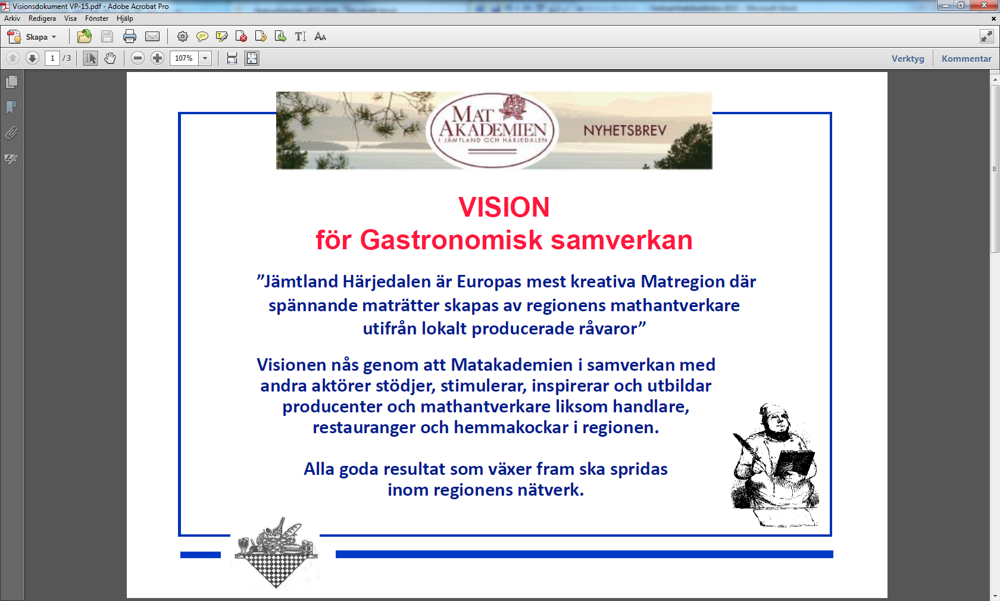 Visionsdokument VP-15.pdf - Adobe Acrobat Pro
Arkiv Redigera Visa Fönster Hjälp
Skapa
1 / 3 107% Verktyg Kommentar
MAT
AKADEMIEN
I JÄMTLAND OCH HÄRJEDALEN
NYHETSBREV
VISION
för Gastronomisk samverkan
”Jämtland Härjedalen är Europas mest kreativa Matregion där
spännande maträtter skapas av regionens mathantverkare
utifrån lokalt producerade råvaror”
Visionen nås genom att Matakademien i samverkan med
andra aktörer stödjer, stimulerar, inspirerar och utbildar
producenter och mathantverkare liksom handlare,
restauranger och hemmakockar i regionen.
Alla goda resultat som växer fram ska spridas
inom regionens nätverk.